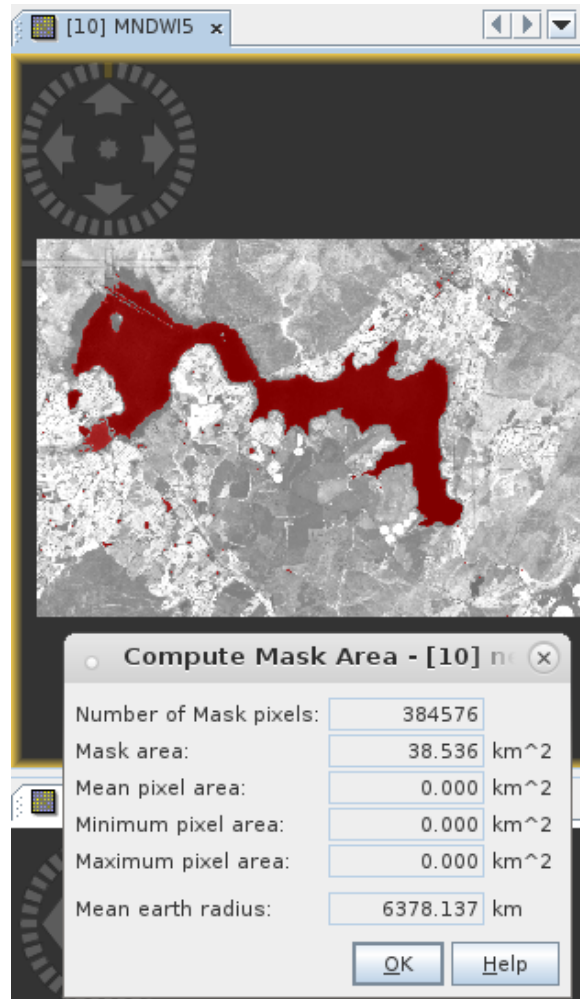 [10] MNDWI5 x
Compute Mask Area - [10]
Number of Mask pixels: 384576
Mask area: 38.536 km^2
Mean pixel area: 0.000 km^2
Minimum pixel area: 0.000 km^2
Maximum pixel area: 0.000 km^2
Mean earth radius: 6378.137 km
OK Help